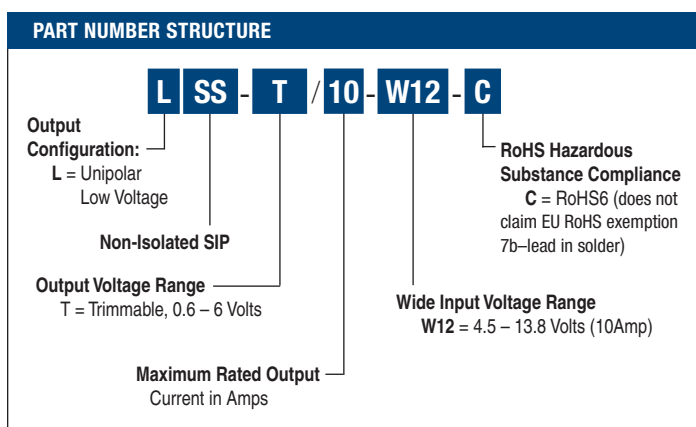 PART NUMBER STRUCTURE
L SS - T / 10 - W12 - C
Output
Configuration:
L = Unipolar
Low Voltage
Non-Isolated SIP
Output Voltage Range
T = Trimmable, 0.6 – 6 Volts
Maximum Rated Output
Current in Amps
Wide Input Voltage Range
W12 = 4.5 – 13.8 Volts (10Amp)
RoHS Hazardous
Substance Compliance
C = RoHS6 (does not
claim EU RoHS exemption
7b–lead in solder)